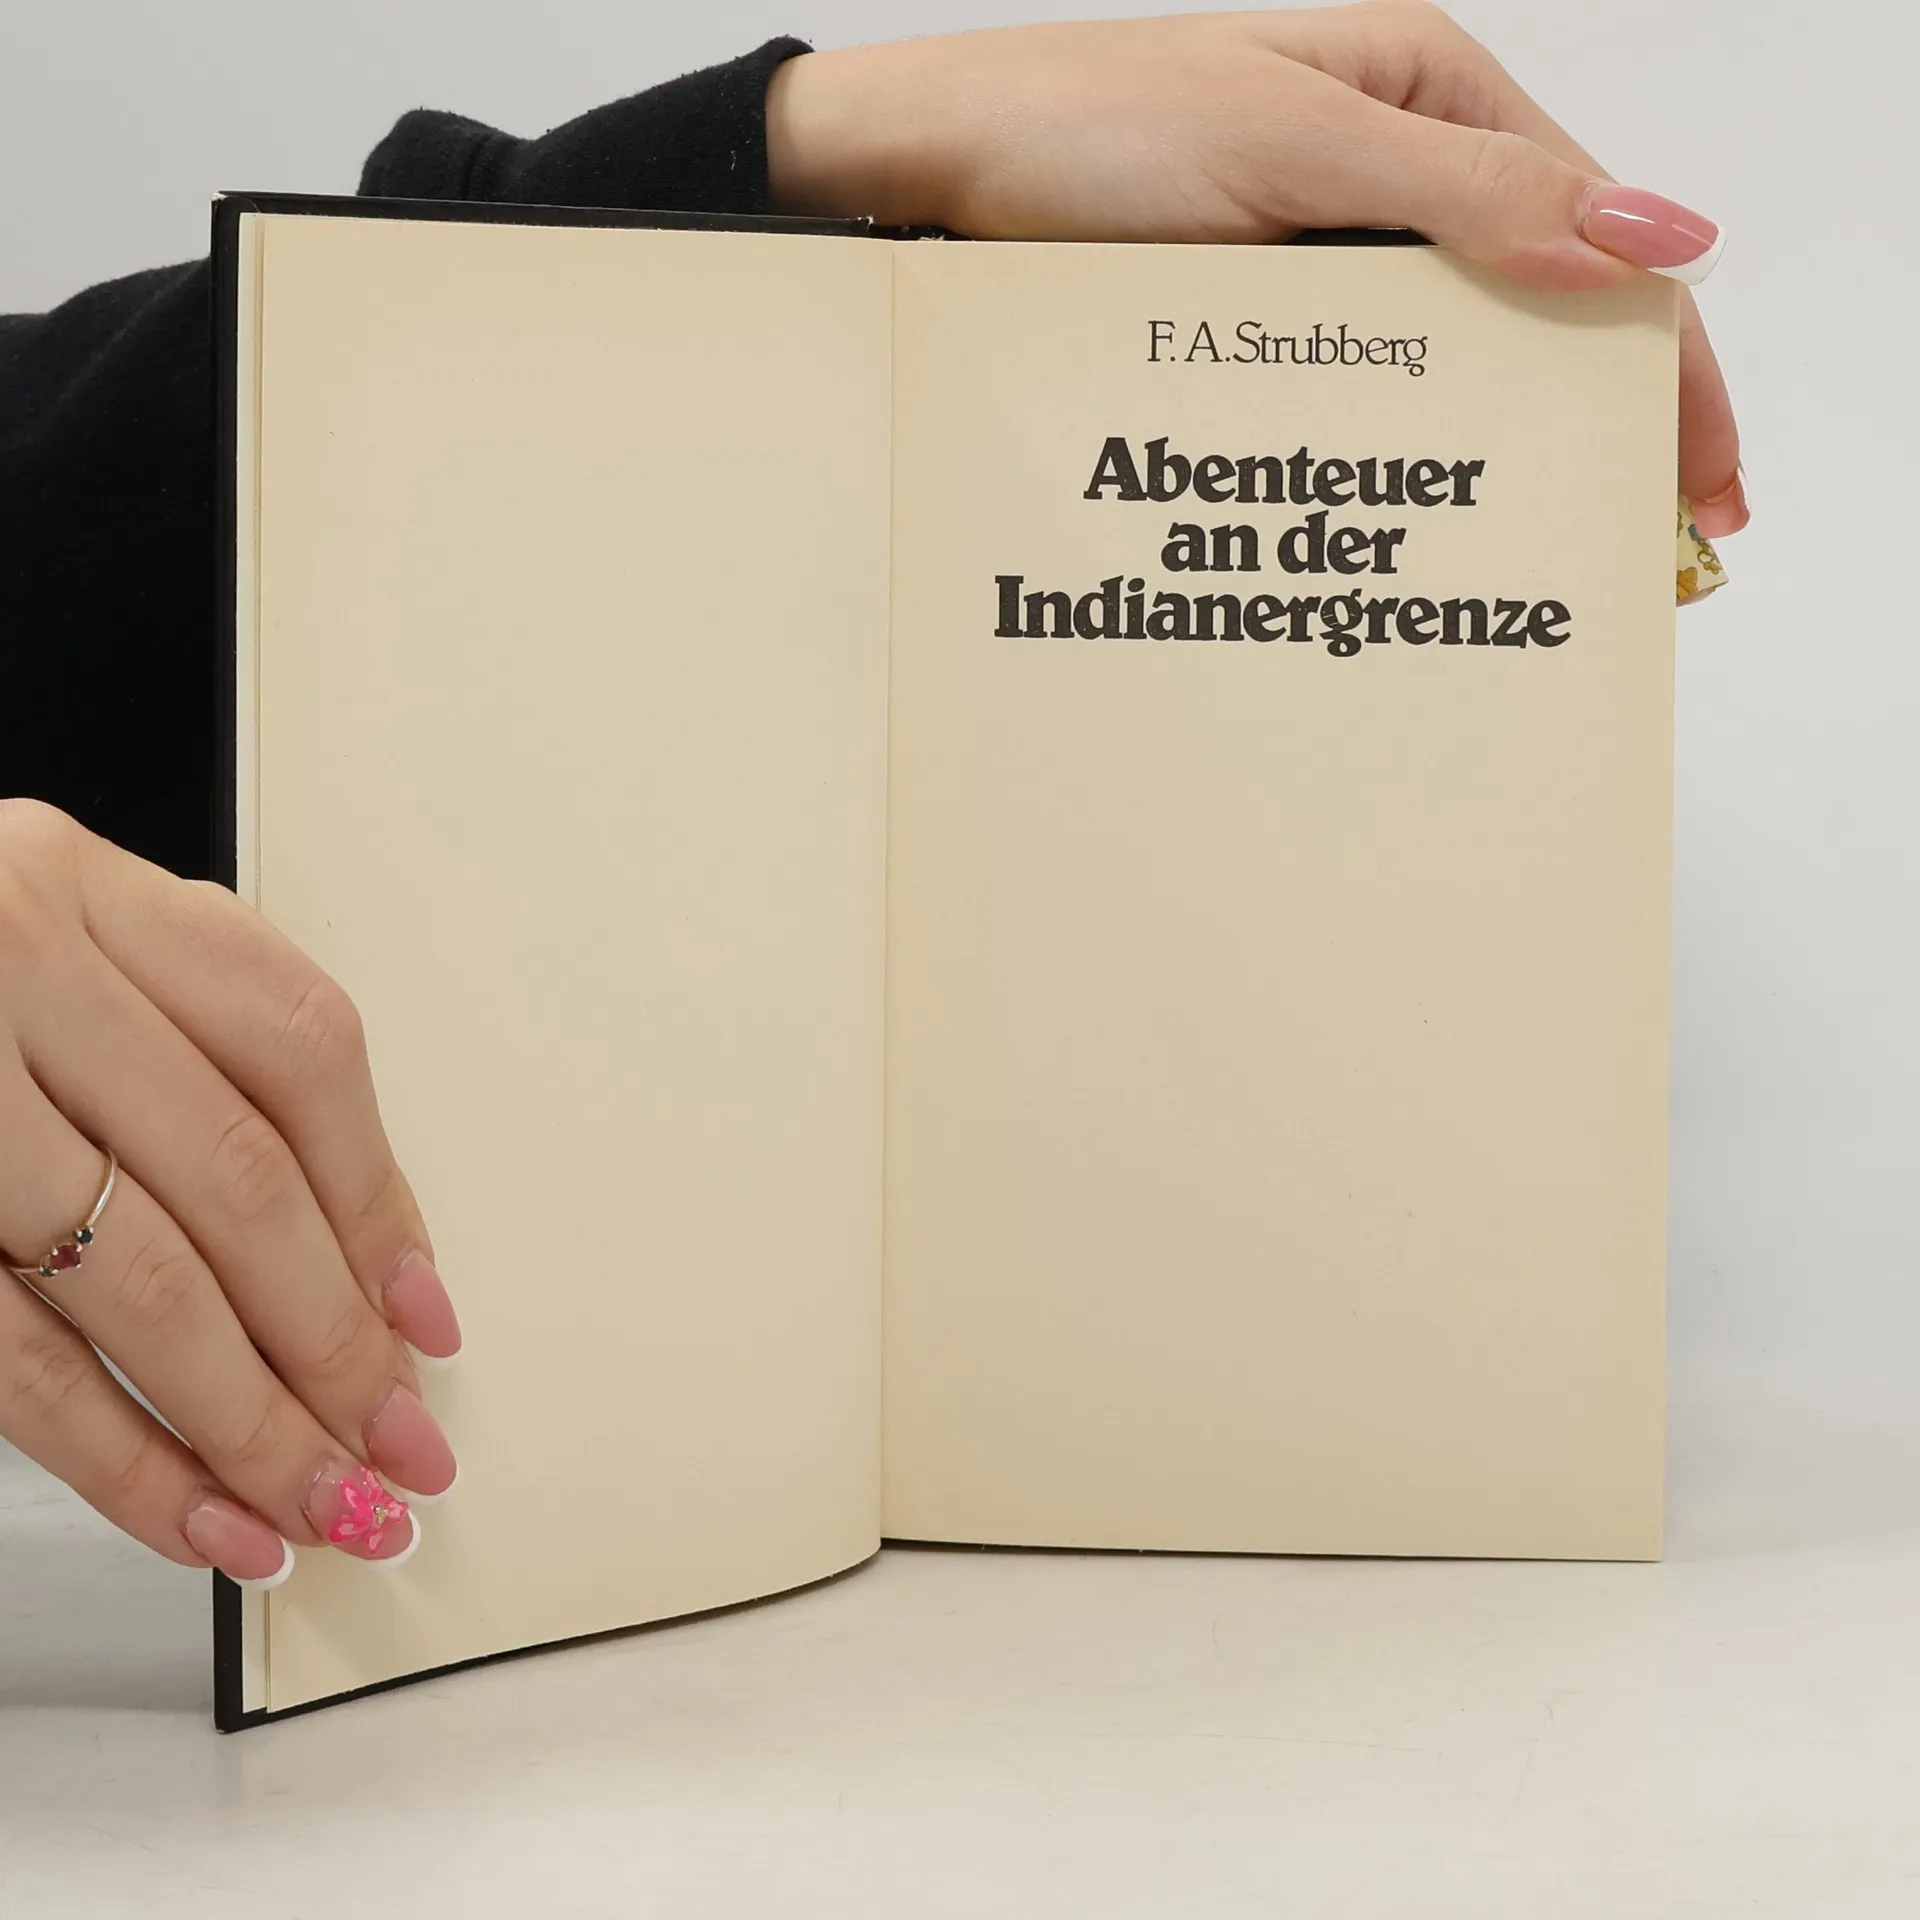 F. A. Strubberg
Abenteuer
an der
Indianergrenze